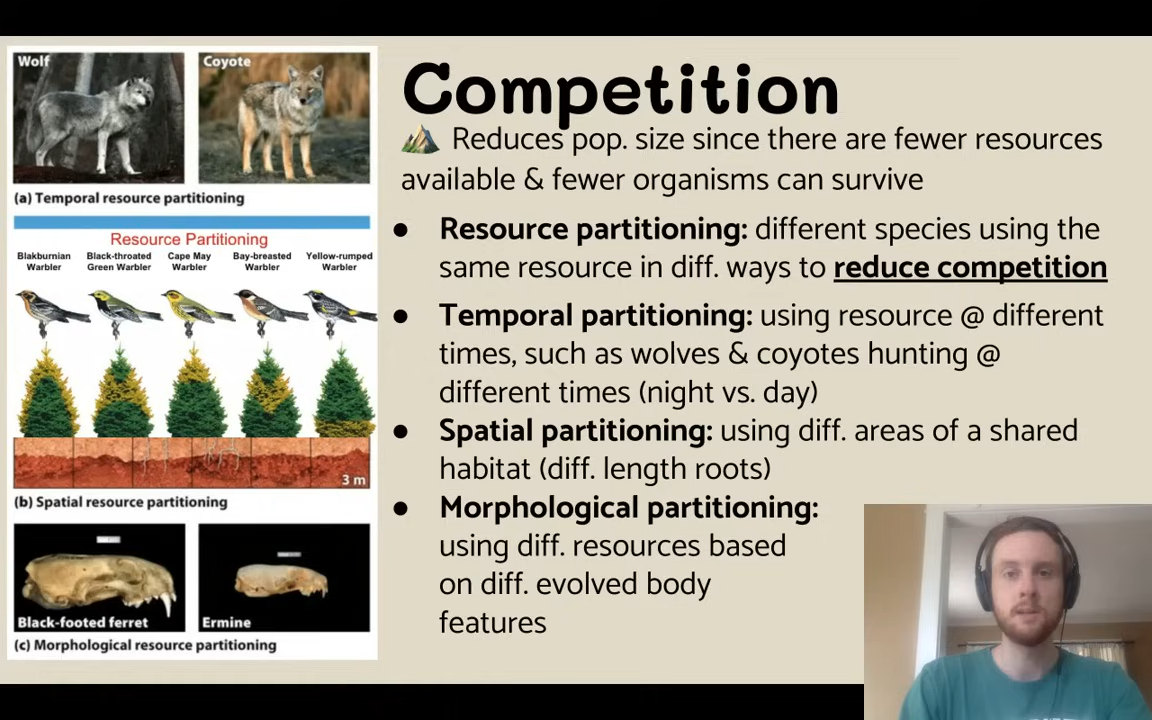 Wolf
Coyote
(a) Temporal resource partitioning
Resource Partitioning
Blakburnian
Warbler
Black-throated
Green Warbler
Cape May
Warbler
Bay-breasted
Warbler
Yellow-rumped
Warbler
3 m
(b) Spatial resource partitioning
Black-footed ferret
Ermine
(c) Morphological resource partitioning
Competition
Reduces pop. size since there are fewer resources
available & fewer organisms can survive
● Resource partitioning: different species using the
same resource in diff. ways to reduce competition
● Temporal partitioning: using resource @ different
times, such as wolves & coyotes hunting @
different times (night vs. day)
● Spatial partitioning: using diff. areas of a shared
habitat (diff. length roots)
● Morphological partitioning:
using diff. resources based
on diff. evolved body
features